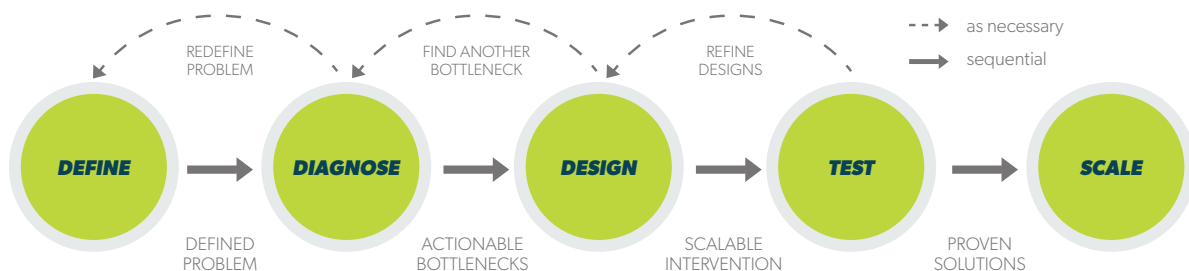 REDEFINE
PROBLEM
FIND ANOTHER
BOTTLENECK
REFINE
DESIGNS
as necessary
sequential
DEFINE
DIAGNOSE
DESIGN
TEST
SCALE
DEFINED
PROBLEM
ACTIONABLE
BOTTLENECKS
SCALABLE
INTERVENTION
PROVEN
SOLUTIONS